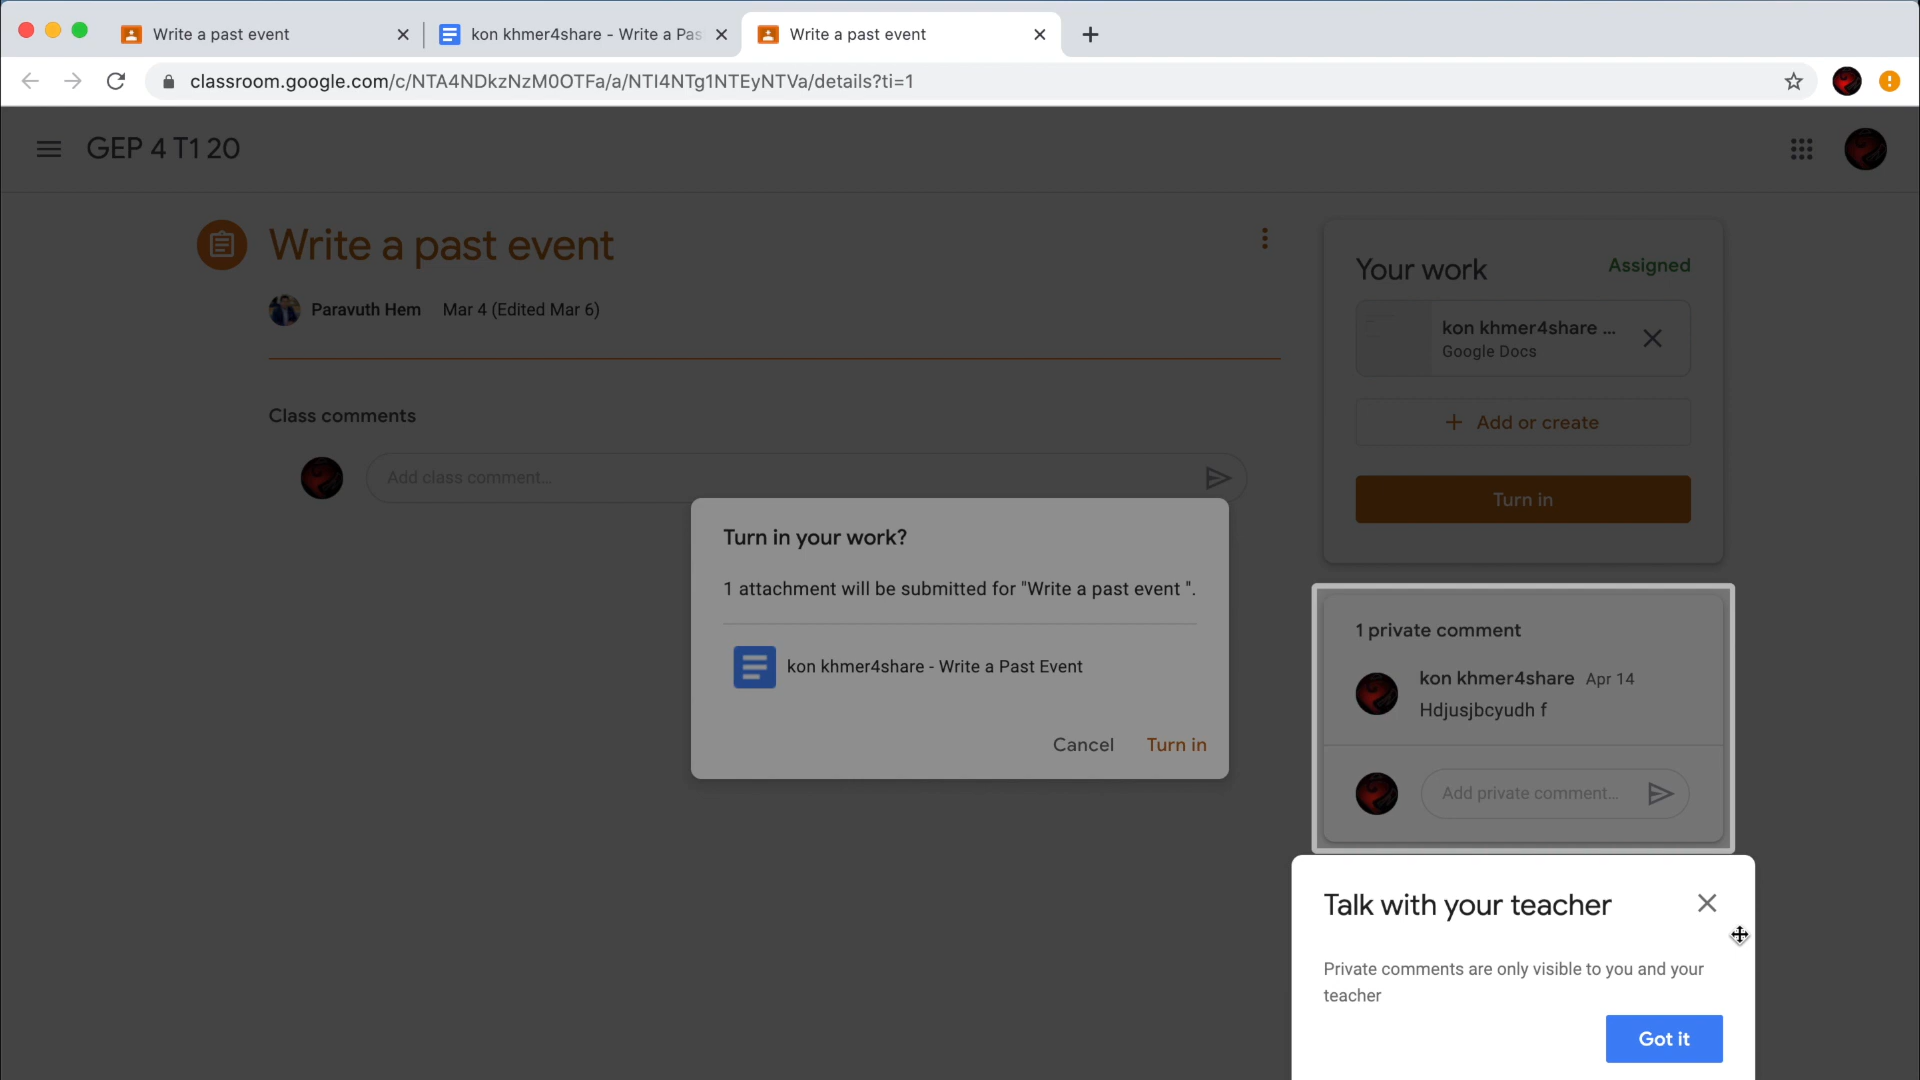 Write a past event
kon khmer4share - Write a Pas
Write a past event
classroom.google.com/c/NTA4NDkzNzM0OTFa/a/NTI4NTg1NTEyNTVa/details?ti=1
GEP 4 T1 20
Write a past event
Paravuth Hem Mar 4 (Edited Mar 6)
Class comments
Add class comment...
Your work Assigned
kon khmer4share ...
Google Docs
+ Add or create
Turn in
Turn in your work?
1 attachment will be submitted for "Write a past event ".
kon khmer4share - Write a Past Event
Cancel Turn in
1 private comment
kon khmer4share Apr 14
Hdjusjbcyudh f
Add private comment...
Talk with your teacher
Private comments are only visible to you and your
teacher
Got it